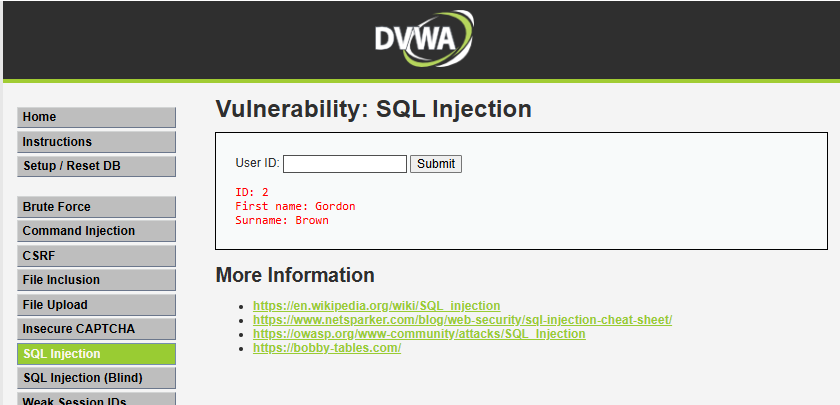 DVWA
Home
Instructions
Setup / Reset DB
Brute Force
Command Injection
CSRF
File Inclusion
File Upload
Insecure CAPTCHA
SQL Injection
SQL Injection (Blind)
Weak Session IDs
Vulnerability: SQL Injection
User ID: Submit
ID: 2
First name: Gordon
Surname: Brown
More Information
https://en.wikipedia.org/wiki/SQL_injection
https://www.netsparker.com/blog/web-security/sql-injection-cheat-sheet/
https://owasp.org/www-community/attacks/SQL_Injection
https://bobby-tables.com/